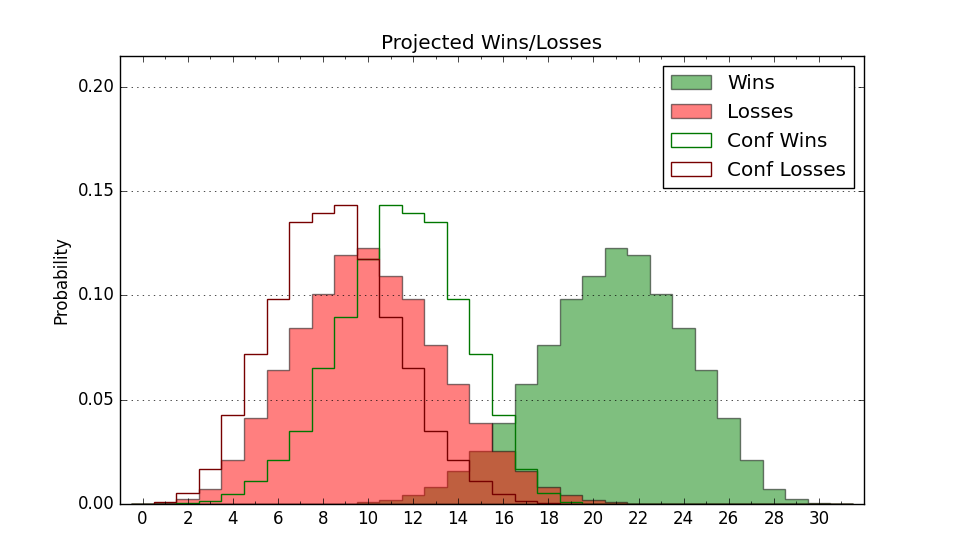 Projected Wins/Losses
Wins
Losses
Conf Wins
Conf Losses
Probability
0.20
0.15
0.10
0.05
0.00
0 2 4 6 8 10 12 14 16 18 20 22 24 26 28 30